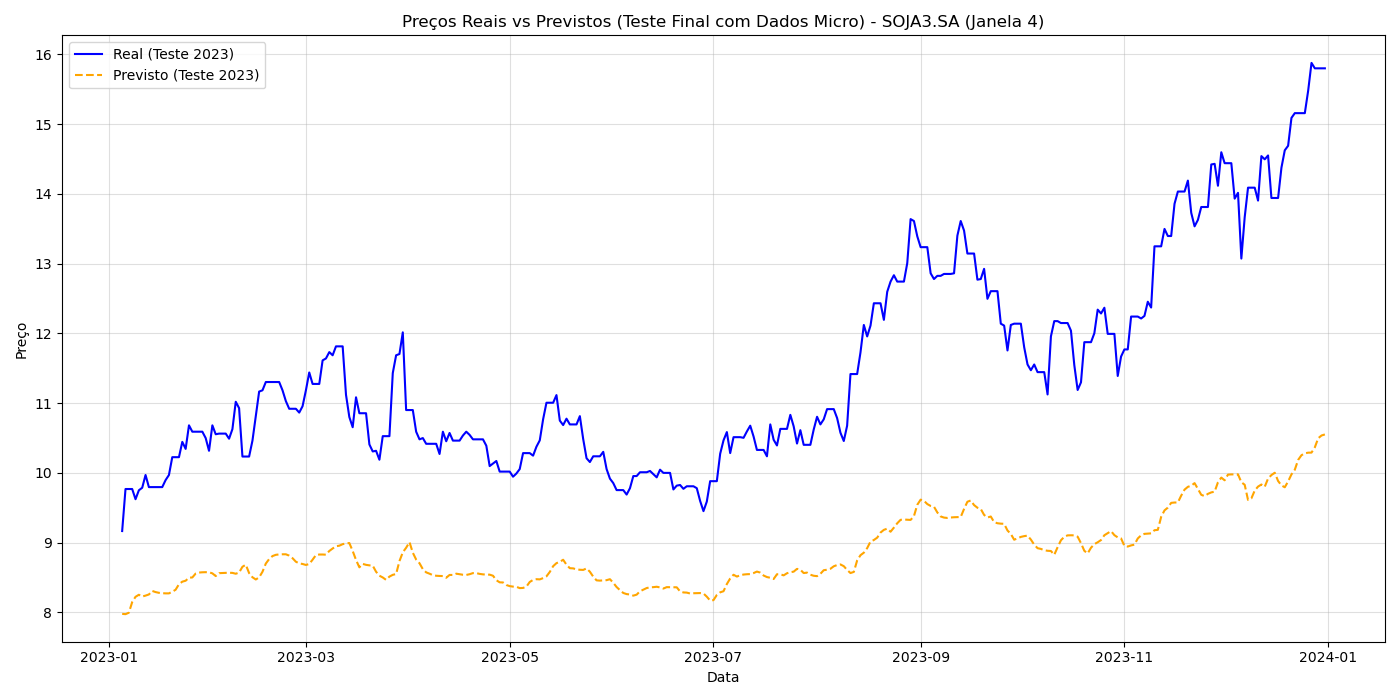 Preços Reais vs Previstos (Teste Final com Dados Micro) - SOJA3.SA (Janela 4)
Real (Teste 2023)
Previsto (Teste 2023)
16
15
14
13
12
11
10
9
8
Preço
2023-01 2023-03 2023-05 2023-07 2023-09 2023-11 2024-01
Data